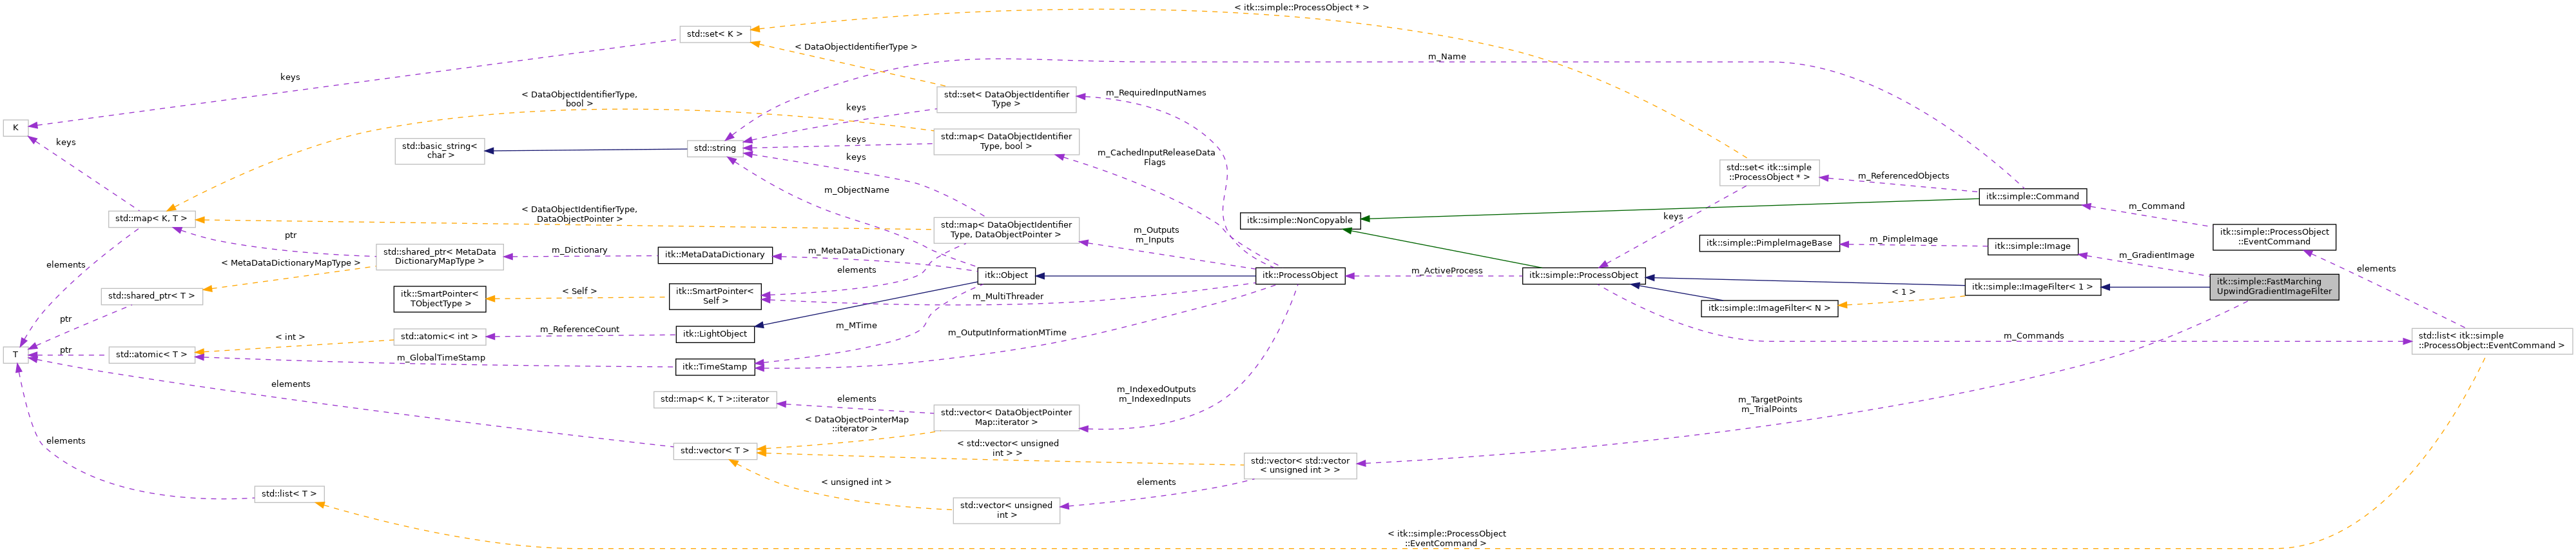 < itk::simple::ProcessObject * >
std::set< K >
< DataObjectIdentifierType >
m_Name
keys
< DataObjectIdentifierType,
bool >
std::set< DataObjectIdentifier
Type >
m_RequiredInputNames
keys
K
keys
std::basic_string<
char >
std::string
keys
std::map< DataObjectIdentifier
Type, bool >
keys
m_CachedInputReleaseData
Flags
std::set< itk::simple
::ProcessObject * >
m_ReferencedObjects
itk::simple::Command
m_ObjectName
m_Command
std::map< K, T >
< DataObjectIdentifierType,
DataObjectPointer >
std::map< DataObjectIdentifier
Type, DataObjectPointer >
m_Outputs
m_Inputs
itk::simple::NonCopyable
keys
itk::simple::ProcessObject
::EventCommand
ptr
std::shared_ptr< MetaData
DictionaryMapType >
m_Dictionary
itk::MetaDataDictionary
m_MetaDataDictionary
itk::simple::PimpleImageBase
m_PimpleImage
itk::simple::Image
m_GradientImage
elements
< MetaDataDictionaryMapType >
elements
itk::Object
itk::ProcessObject
m_ActiveProcess
itk::simple::ProcessObject
elements
std::shared_ptr< T >
itk::SmartPointer<
TObjectType >
< Self >
itk::SmartPointer<
Self >
m_MultiThreader
itk::simple::ImageFilter< 1 >
< 1 >
itk::simple::ImageFilter< N >
itk::simple::FastMarching
UpwindGradientImageFilter
ptr
< int >
std::atomic< int >
m_ReferenceCount
itk::LightObject
m_MTime
m_OutputInformationMTime
m_Commands
std::list< itk::simple
::ProcessObject::EventCommand >
T
ptr
std::atomic< T >
m_GlobalTimeStamp
itk::TimeStamp
elements
std::map< K, T >::iterator
elements
std::vector< DataObjectPointer
Map::iterator >
m_IndexedOutputs
m_IndexedInputs
m_TargetPoints
m_TrialPoints
< DataObjectPointerMap
::iterator >
elements
std::vector< T >
< std::vector< unsigned
int > >
std::vector< std::vector
< unsigned int > >
< unsigned int >
elements
std::list< T >
std::vector< unsigned
int >
< itk::simple::ProcessObject
::EventCommand >